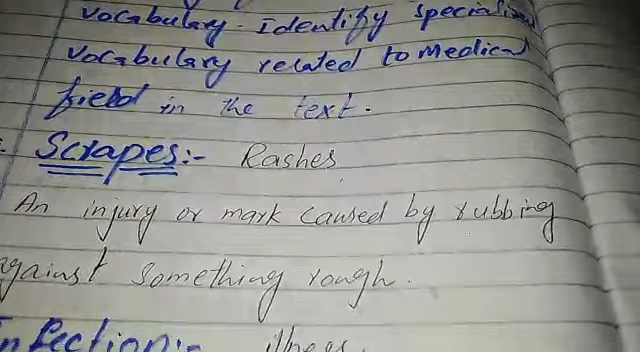 Vocabulary - Identify specialized
vocabulary related to Medical
field in the text.
Scrapes:- Rashes
An injury or mark caused by rubbing
against something rough.
Infection:- illness.